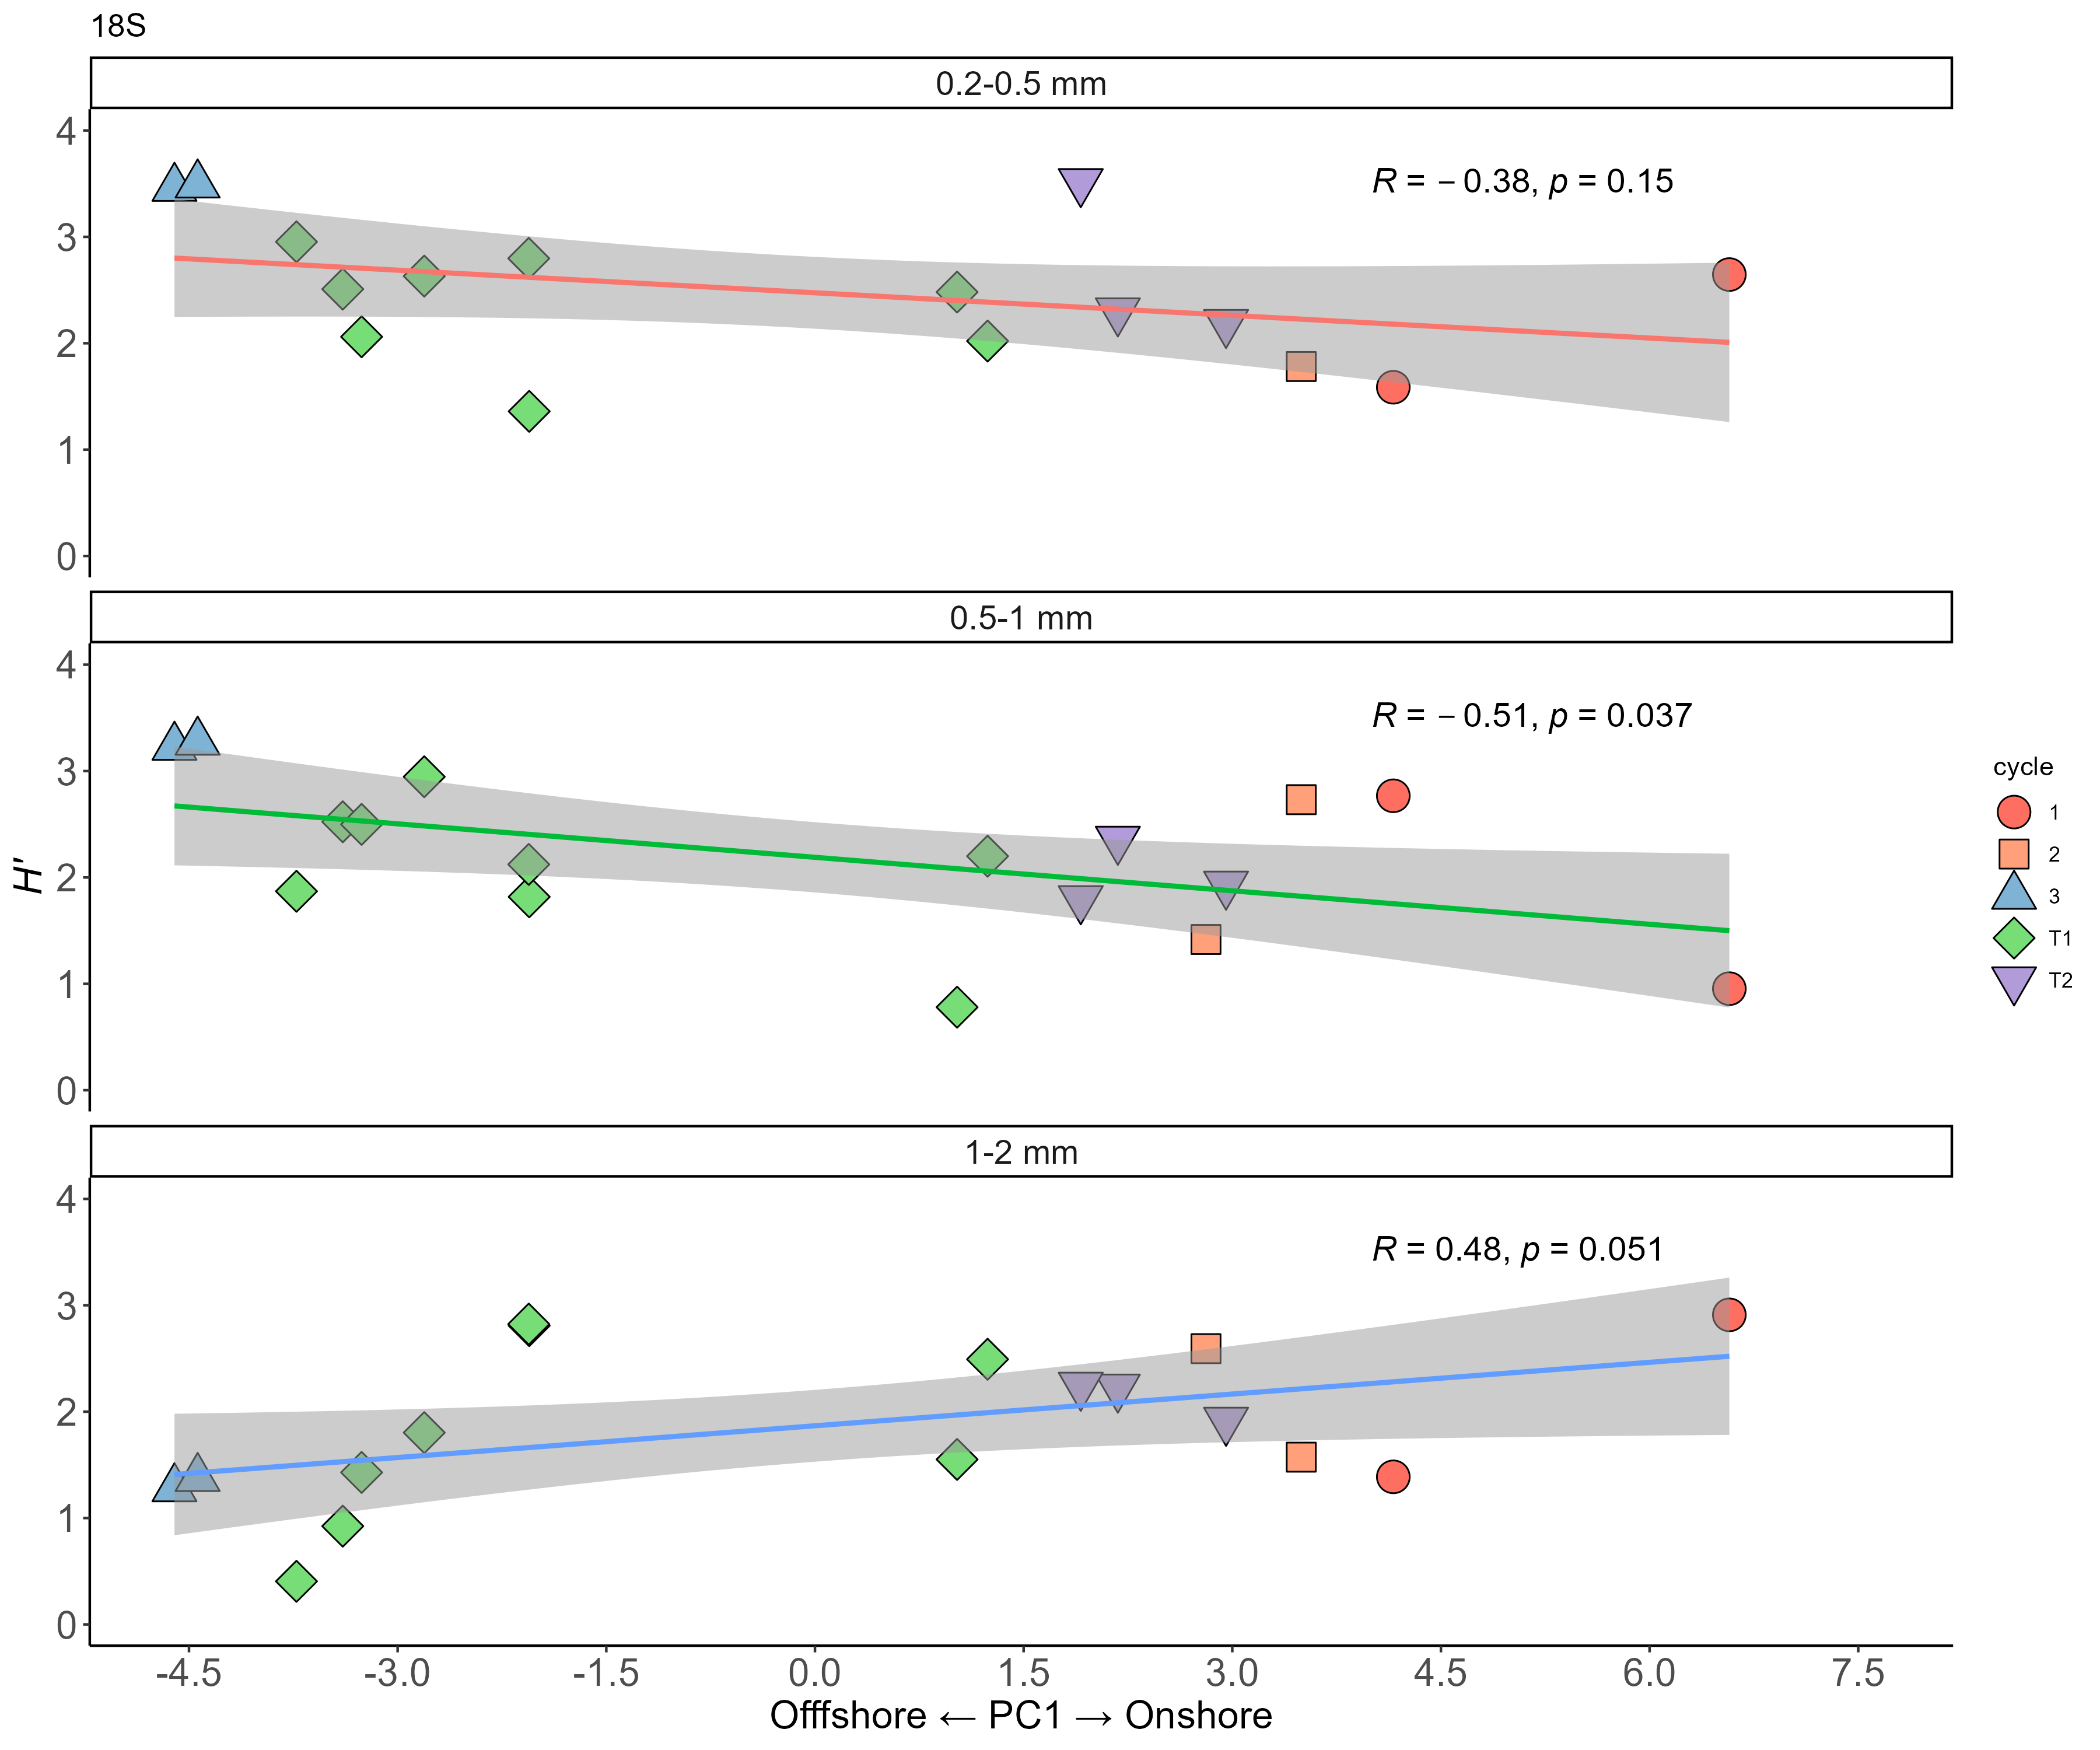 18S
0.2-0.5 mm
4
3
2
1
0
R = − 0.38, p = 0.15
0.5-1 mm
4
3
2
1
0
R = − 0.51, p = 0.037
H'
cycle
1
2
3
T1
T2
1-2 mm
4
3
2
1
0
R = 0.48, p = 0.051
-4.5 -3.0 -1.5 0.0 1.5 3.0 4.5 6.0 7.5
Offfshore ← PC1 → Onshore